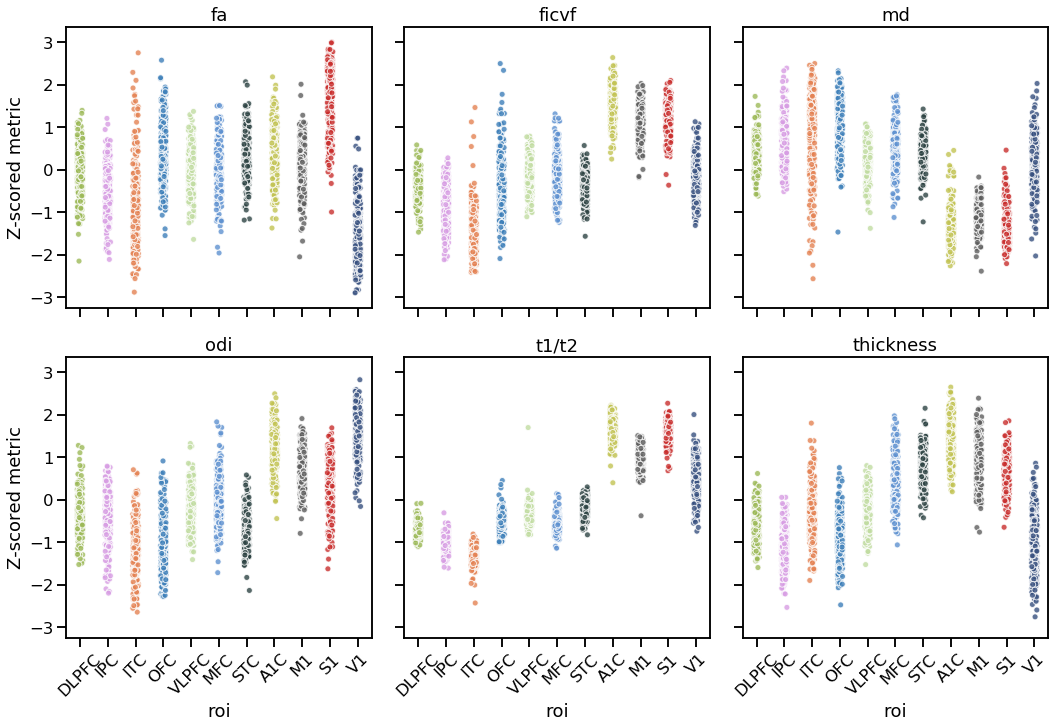 fa ficvf md
3
2
1
0
−1
−2
−3
Z-scored metric
odi t1/t2 thickness
3
2
1
0
−1
−2
−3
Z-scored metric
DLPFC IPC ITC OFC VLPFC MFC STC A1C M1 S1 V1
DLPFC IPC ITC OFC VLPFC MFC STC A1C M1 S1 V1
DLPFC IPC ITC OFC VLPFC MFC STC A1C M1 S1 V1
roi roi roi